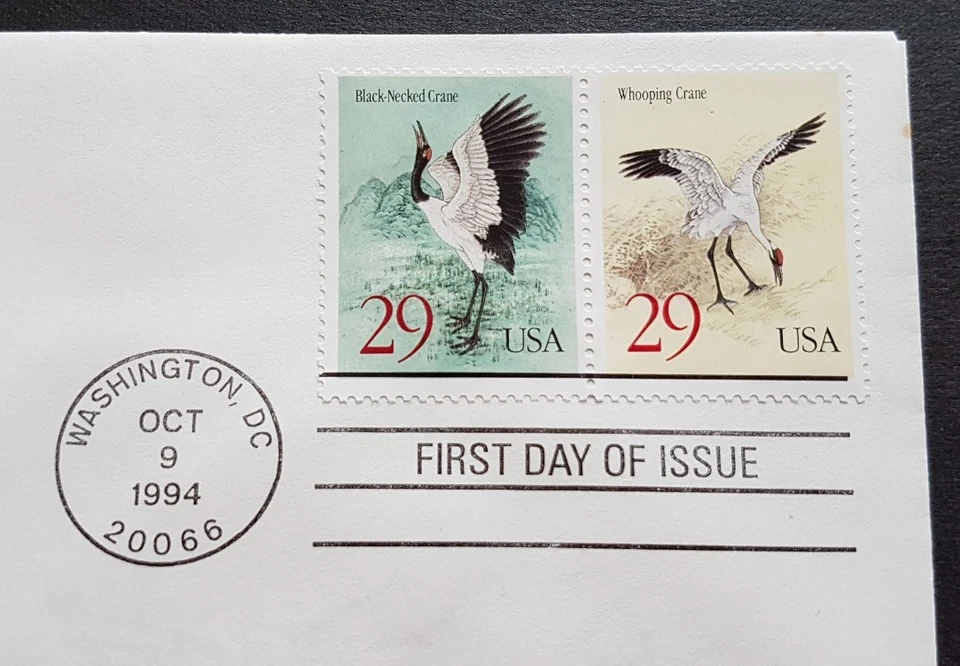 Black-Necked Crane
29
USA
Whooping Crane
29
USA
WASHINGTON, DC
OCT
9
1994
20066
FIRST DAY OF ISSUE